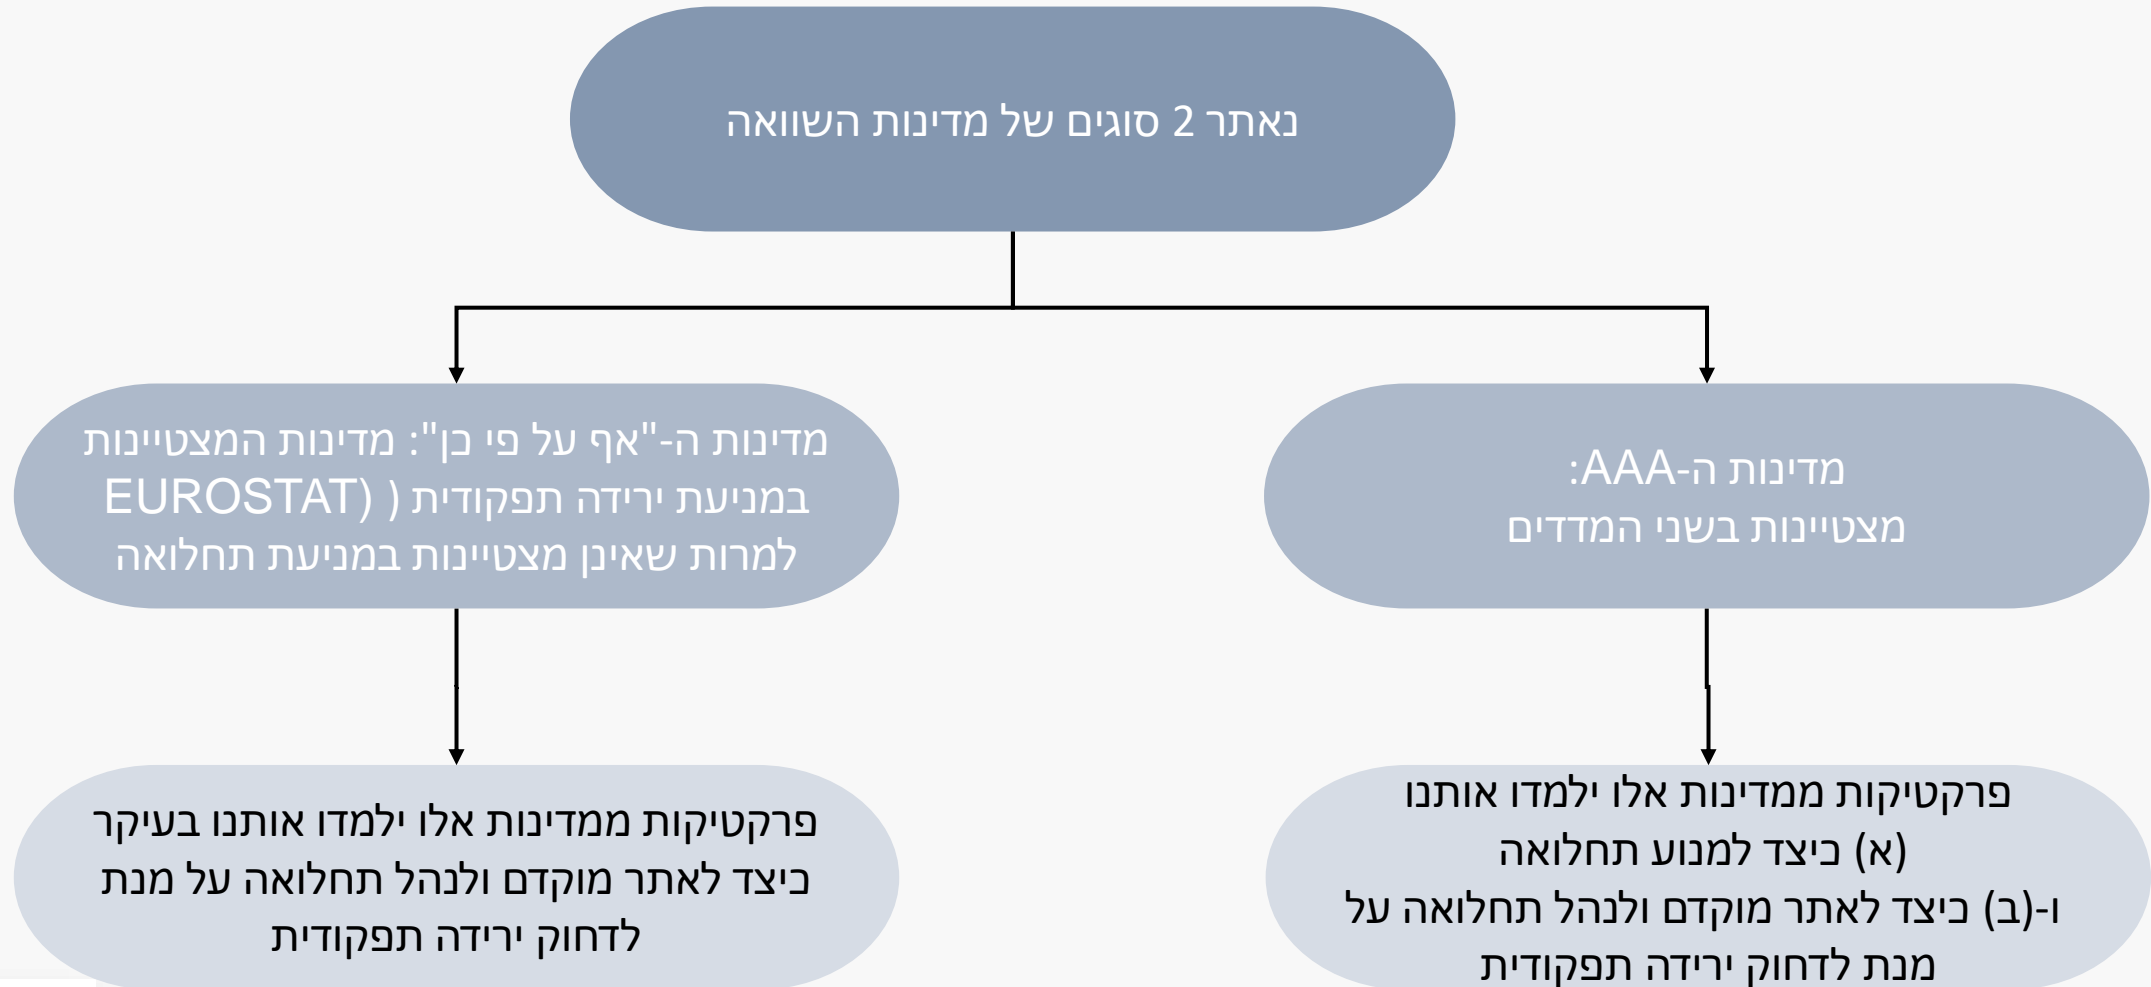 נאתר 2 סוגים של מדינות השוואה
מדינות ה-AAA:
מצטיינות בשני המדדים
מדינות ה-"אף על פי כן": מדינות המצטיינות
במניעת ירידה תפקודית ( (EUROSTAT
למרות שאינן מצטיינות במניעת תחלואה
פרקטיקות ממדינות אלו ילמדו אותנו
(א) כיצד למנוע תחלואה
ו-(ב) כיצד לאתר מוקדם ולנהל תחלואה על
מנת לדחוק ירידה תפקודית
פרקטיקות ממדינות אלו ילמדו אותנו בעיקר
כיצד לאתר מוקדם ולנהל תחלואה על מנת
לדחוק ירידה תפקודית